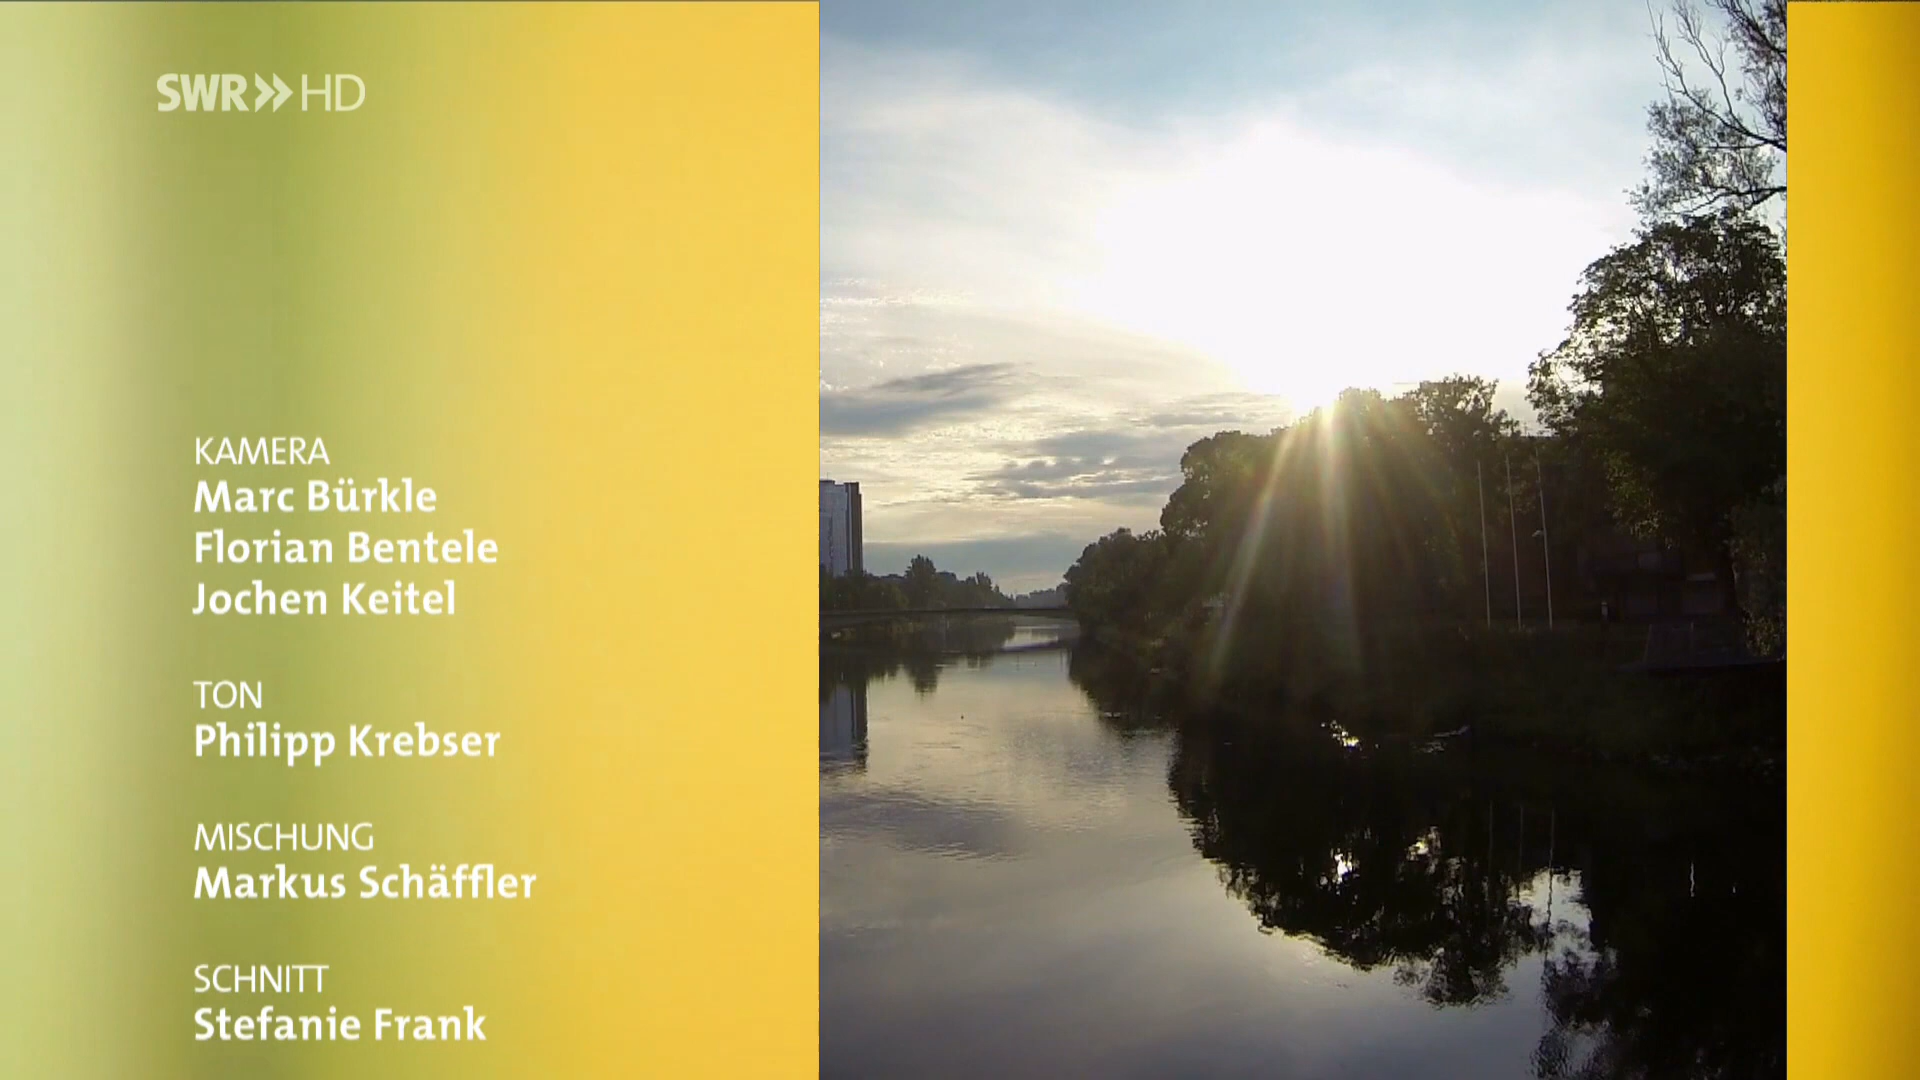 SWR>> HD
KAMERA
Marc Bürkle
Florian Bentele
Jochen Keitel
TON
Philipp Krebser
MISCHUNG
Markus Schäffler
SCHNITT
Stefanie Frank